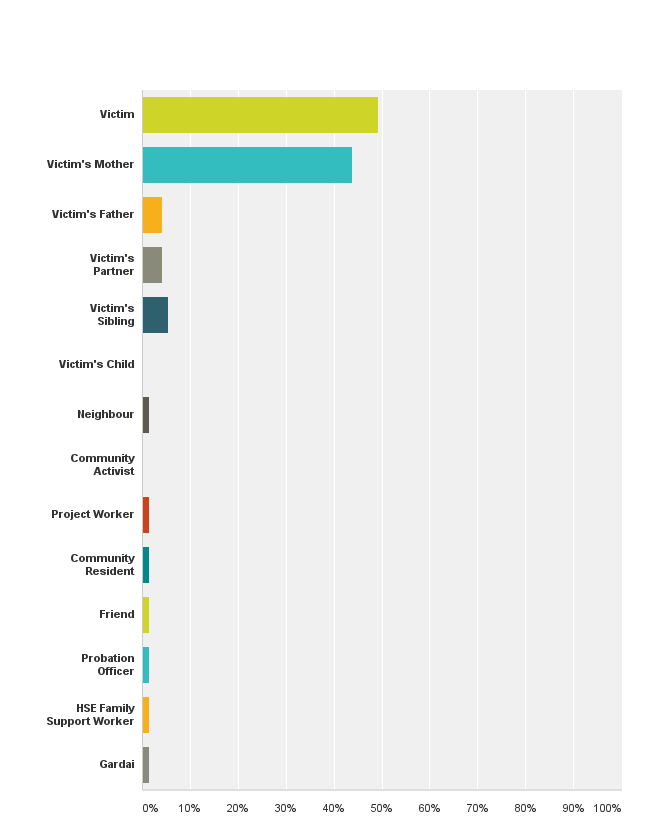 Victim
Victim's Mother
Victim's Father
Victim's
Partner
Victim's
Sibling
Victim's Child
Neighbour
Community
Activist
Project Worker
Community
Resident
Friend
Probation
Officer
HSE Family
Support Worker
Gardai
0% 10% 20% 30% 40% 50% 60% 70% 80% 90% 100%